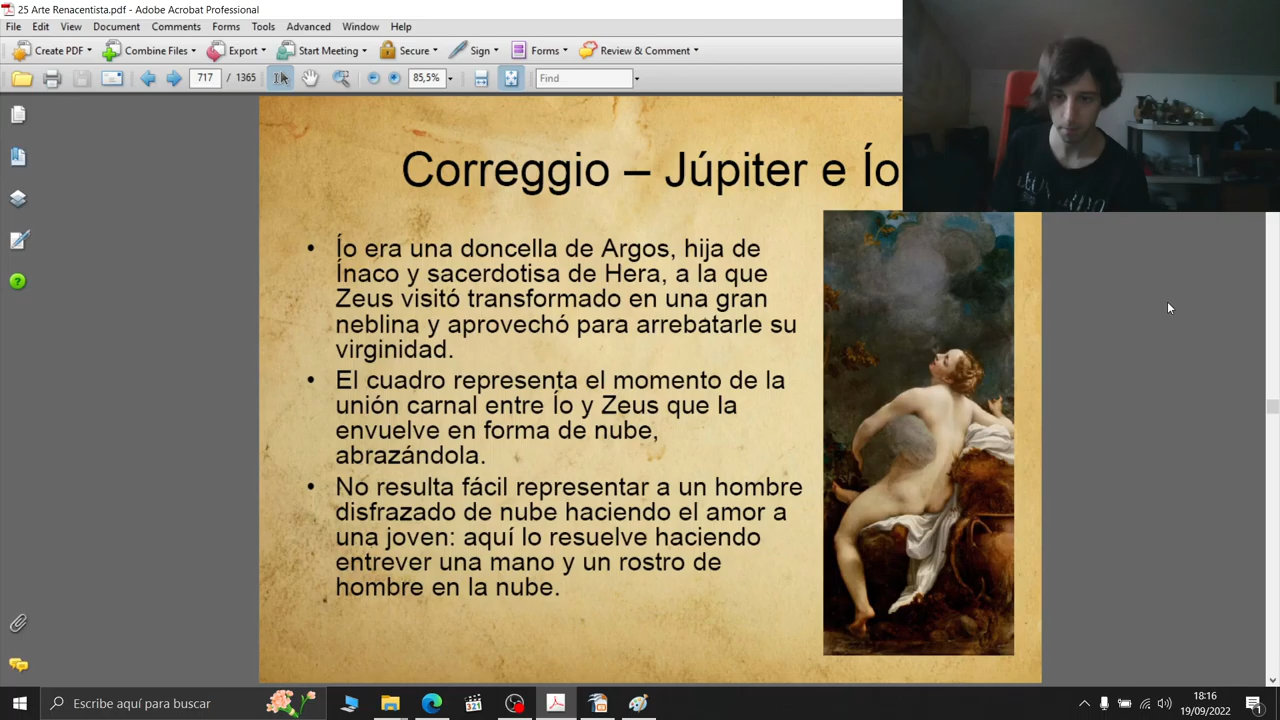 25 Arte Renacentista.pdf - Adobe Acrobat Professional
File Edit View Document Comments Forms Tools Advanced Window Help
Create PDF Combine Files Export Start Meeting Secure Sign Forms Review & Comment
717 / 1365 85,5% Find
Correggio – Júpiter e Ío
• Ío era una doncella de Argos, hija de
Ínaco y sacerdotisa de Hera, a la que
Zeus visitó transformado en una gran
neblina y aprovechó para arrebatarle su
virginidad.
• El cuadro representa el momento de la
unión carnal entre Ío y Zeus que la
envuelve en forma de nube,
abrazándola.
• No resulta fácil representar a un hombre
disfrazado de nube haciendo el amor a
una joven: aquí lo resuelve haciendo
entrever una mano y un rostro de
hombre en la nube.
Escribe aquí para buscar
321
18:16
19/09/2022
1